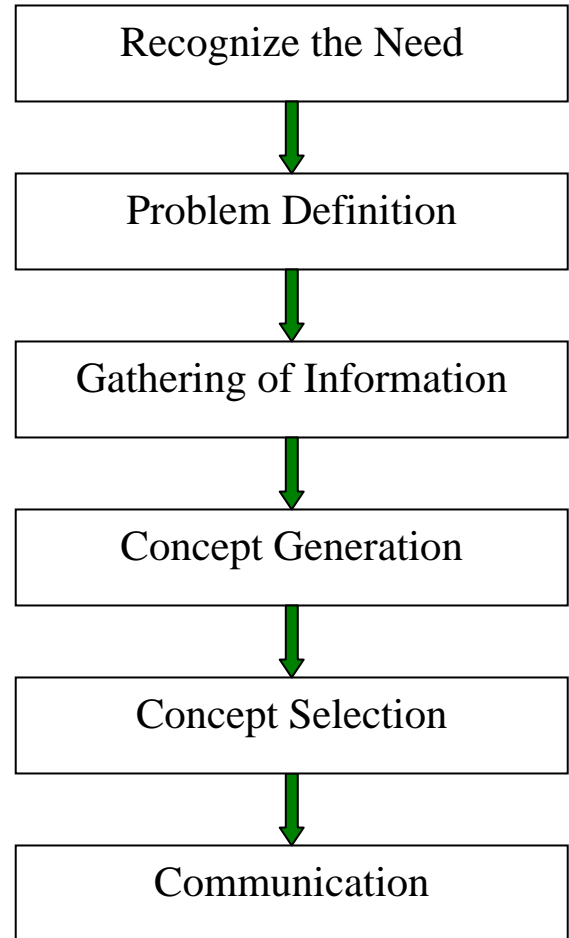 Recognize the Need
Problem Definition
Gathering of Information
Concept Generation
Concept Selection
Communication